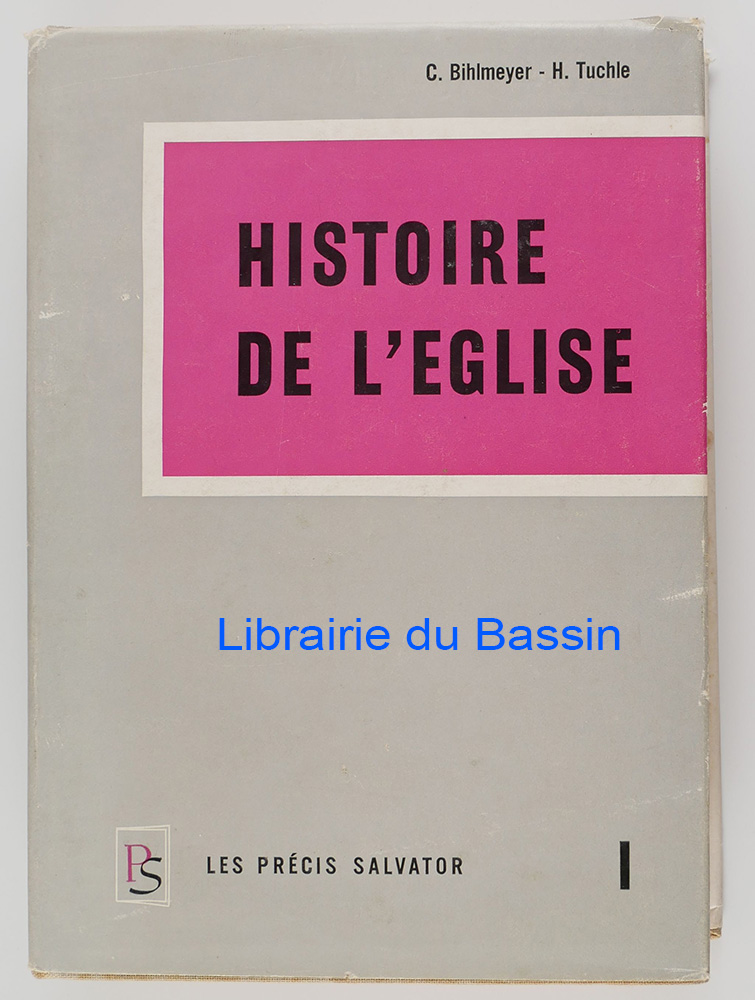 C. Bihlmeyer - H. Tuchle
HISTOIRE
DE L'EGLISE
Librairie du Bassin
PS
LES PRÉCIS SALVATOR
I